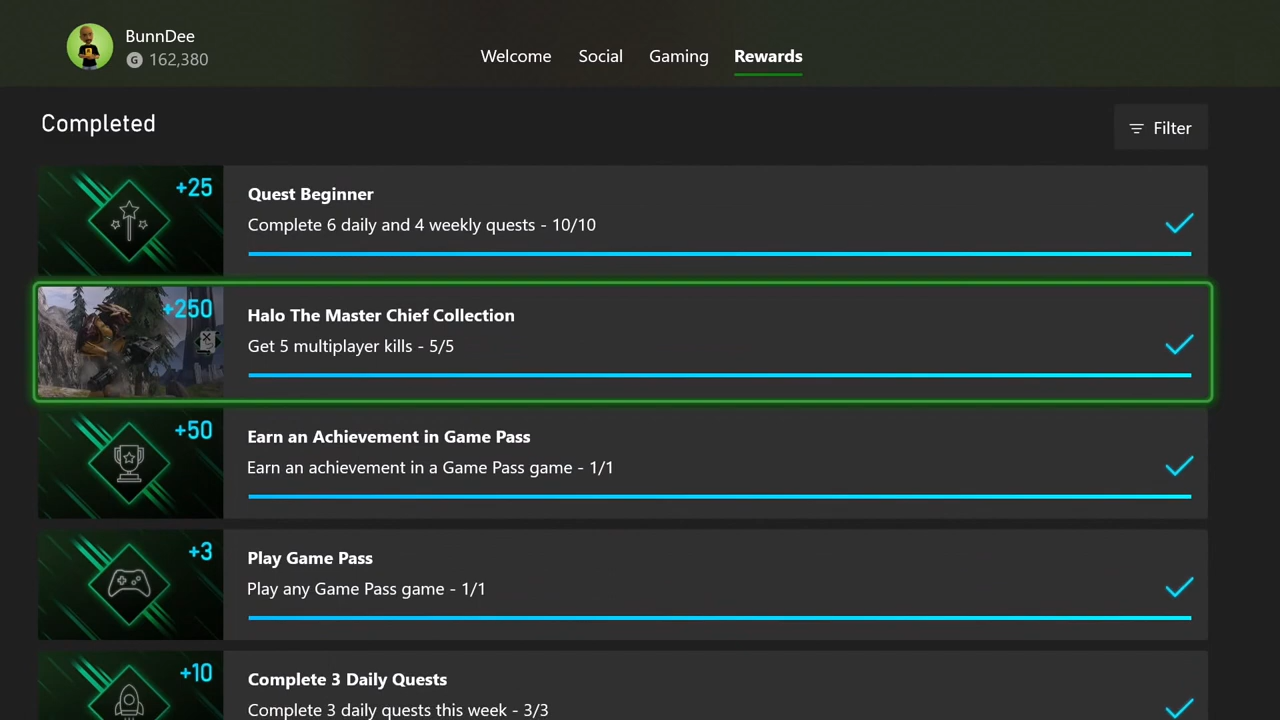 BunnDee
G 162,380
Welcome Social Gaming Rewards
Completed
Filter
+25
Quest Beginner
Complete 6 daily and 4 weekly quests - 10/10
+250
Halo The Master Chief Collection
Get 5 multiplayer kills - 5/5
+50
Earn an Achievement in Game Pass
Earn an achievement in a Game Pass game - 1/1
+3
Play Game Pass
Play any Game Pass game - 1/1
+10
Complete 3 Daily Quests
Complete 3 daily quests this week - 3/3